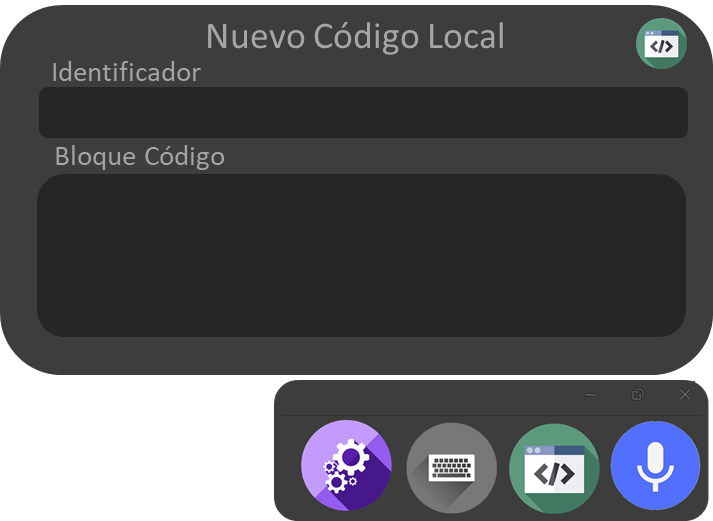 Nuevo Código Local
Identificador
Bloque Código
</>
</>